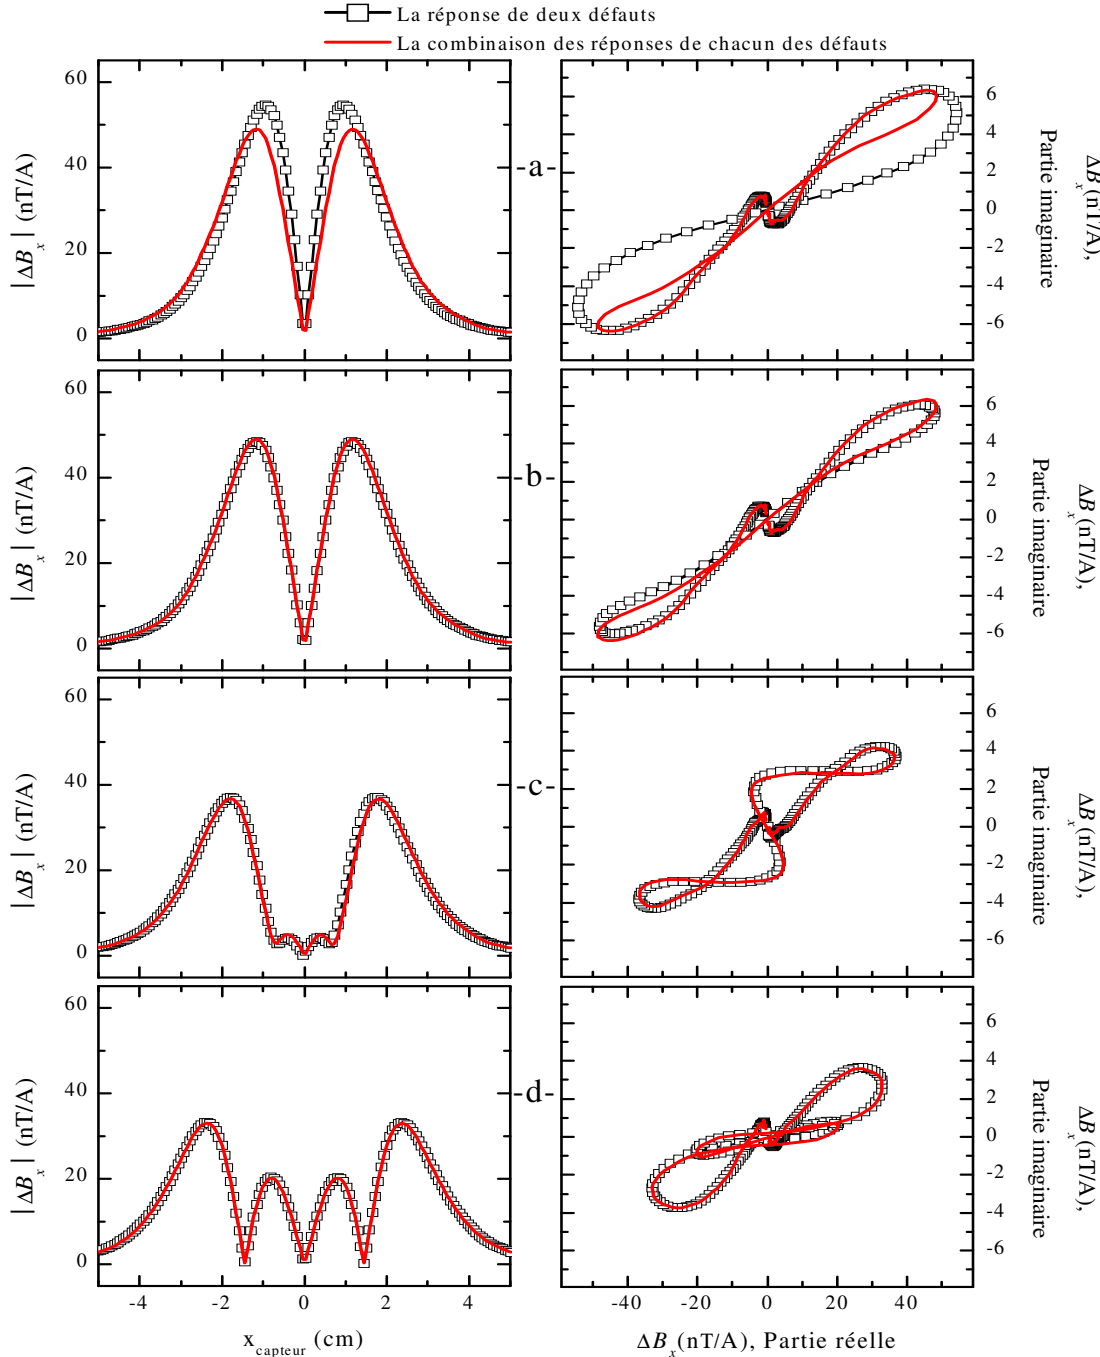 La réponse de deux défauts
La combinaison des réponses de chacun des défauts
60
40
20
0
|ΔBx| (nT/A)
-a-
6
4
2
0
-2
-4
-6
ΔBx(nT/A),
Partie imaginaire
60
40
20
0
|ΔBx| (nT/A)
-b-
6
4
2
0
-2
-4
-6
ΔBx(nT/A),
Partie imaginaire
60
40
20
0
|ΔBx| (nT/A)
-c-
6
4
2
0
-2
-4
-6
ΔBx(nT/A),
Partie imaginaire
60
40
20
0
|ΔBx| (nT/A)
-d-
6
4
2
0
-2
-4
-6
ΔBx(nT/A),
Partie imaginaire
-4 -2 0 2 4
-40 -20 0 20 40
xcapteur (cm)
ΔBx(nT/A), Partie réelle